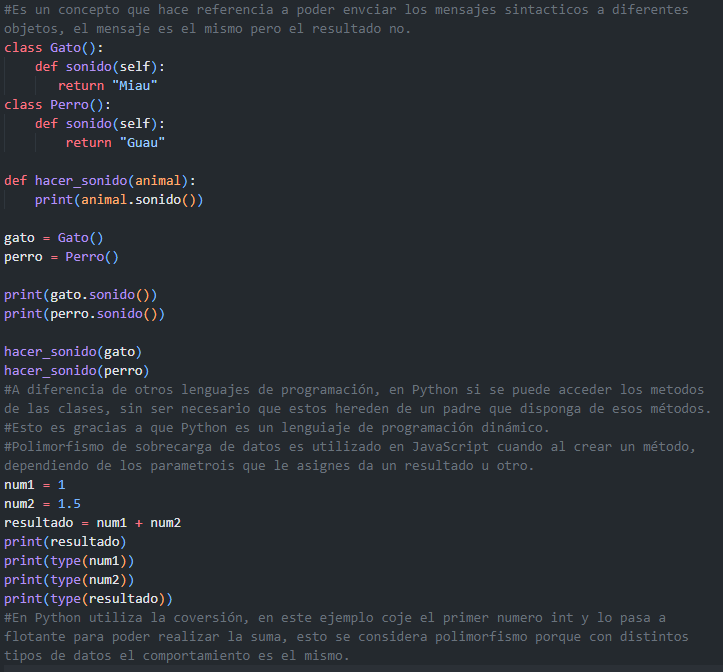 #Es un concepto que hace referencia a poder envciar los mensajes sintacticos a diferentes
objetos, el mensaje es el mismo pero el resultado no.
class Gato():
    def sonido(self):
       return "Miau"
class Perro():
    def sonido(self):
        return "Guau"

def hacer_sonido(animal):
    print(animal.sonido())

gato = Gato()
perro = Perro()

print(gato.sonido())
print(perro.sonido())

hacer_sonido(gato)
hacer_sonido(perro)
#A diferencia de otros lenguajes de programación, en Python si se puede acceder los metodos
de las clases, sin ser necesario que estos hereden de un padre que disponga de esos métodos.
#Esto es gracias a que Python es un lenguiaje de programación dinámico.
#Polimorfismo de sobrecarga de datos es utilizado en JavaScript cuando al crear un método,
dependiendo de los parametrois que le asignes da un resultado u otro.
num1 = 1
num2 = 1.5
resultado = num1 + num2
print(resultado)
print(type(num1))
print(type(num2))
print(type(resultado))
#En Python utiliza la coversión, en este ejemplo coje el primer numero int y lo pasa a
flotante para poder realizar la suma, esto se considera polimorfismo porque con distintos
tipos de datos el comportamiento es el mismo.